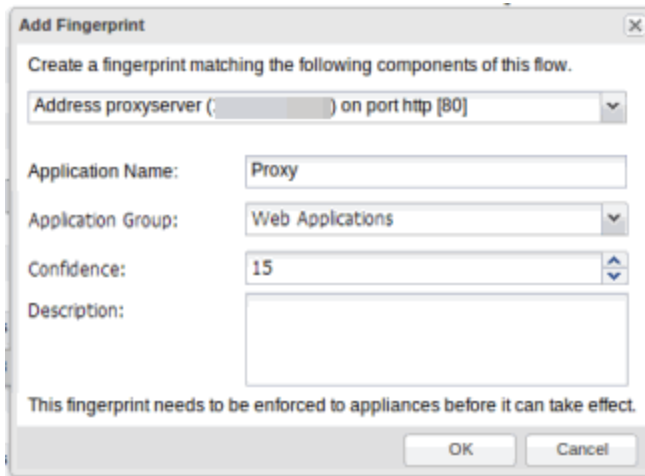 Add Fingerprint
Create a fingerprint matching the following components of this flow.
Address proxyserver ( ) on port http [80]
Application Name: Proxy
Application Group: Web Applications
Confidence: 15
Description:
This fingerprint needs to be enforced to appliances before it can take effect.
OK Cancel